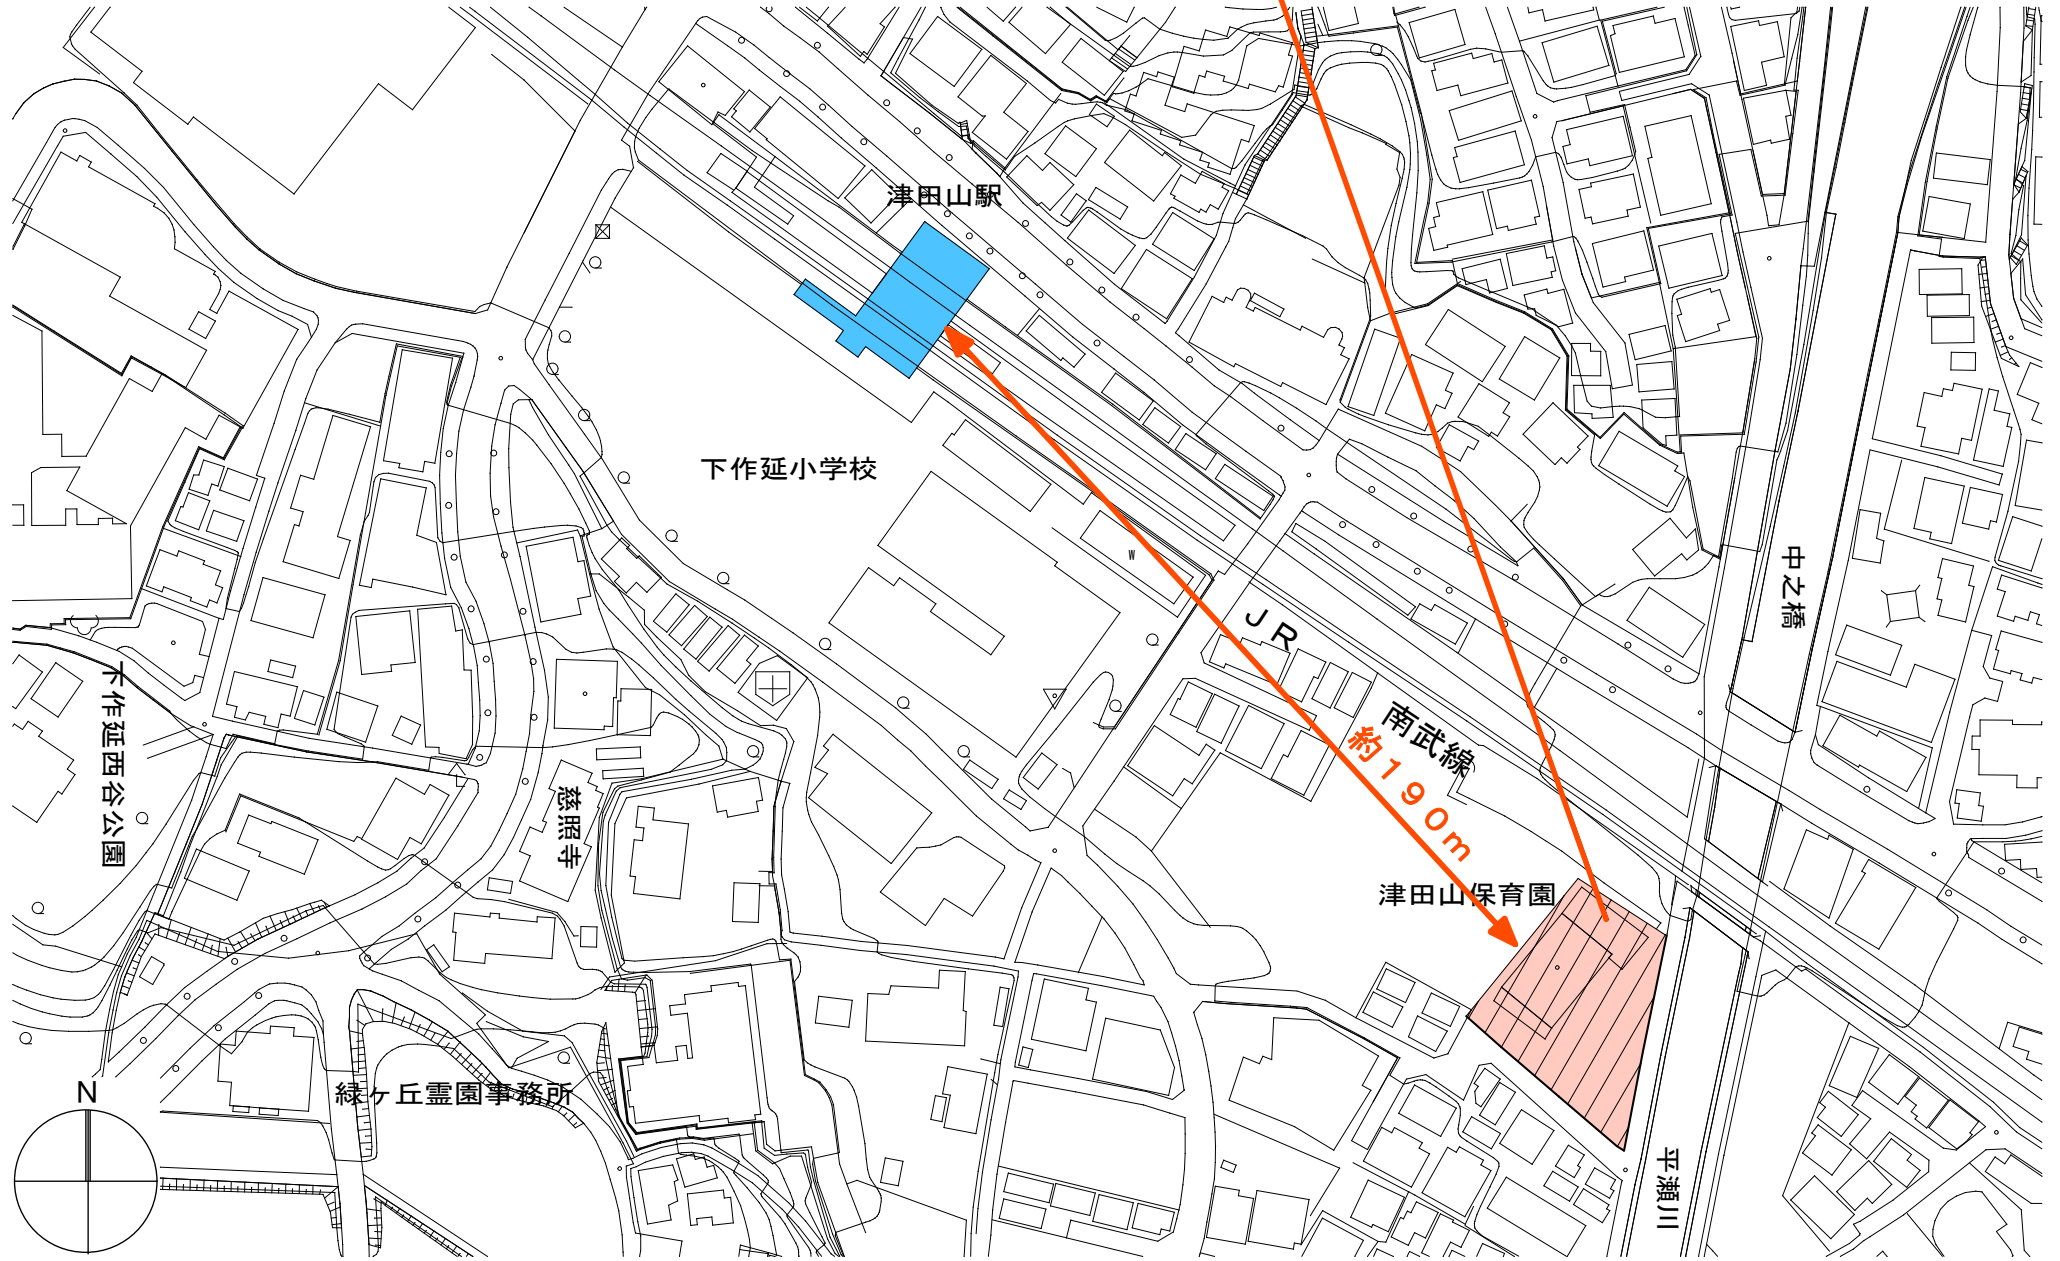 津田山駅
下作延小学校
中之橋
JR
南武線
約190m
下作延西谷公園
慈照寺
津田山保育園
N
緑ヶ丘霊園事務所
平瀬川
W